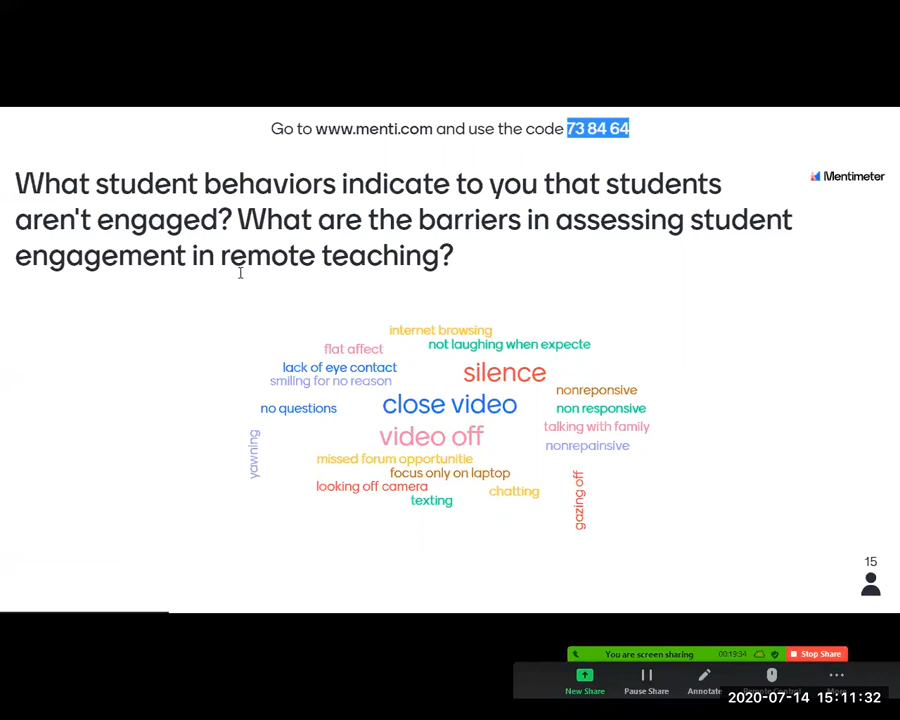 Go to www.menti.com and use the code 73 84 64
What student behaviors indicate to you that students
aren't engaged? What are the barriers in assessing student
engagement in remote teaching?
Mentimeter
internet browsing
not laughing when expecte
flat affect
lack of eye contact
silence
smiling for no reason
nonreponsive
close video
no questions
non responsive
talking with family
video off
nonrepainsive
yawning
missed forum opportunitie
focus only on laptop
looking off camera
chatting
texting
gazing off
15
You are screen sharing
00:19:34
Stop Share
New Share
Pause Share
Annotate
2020-07-14 15:11:32